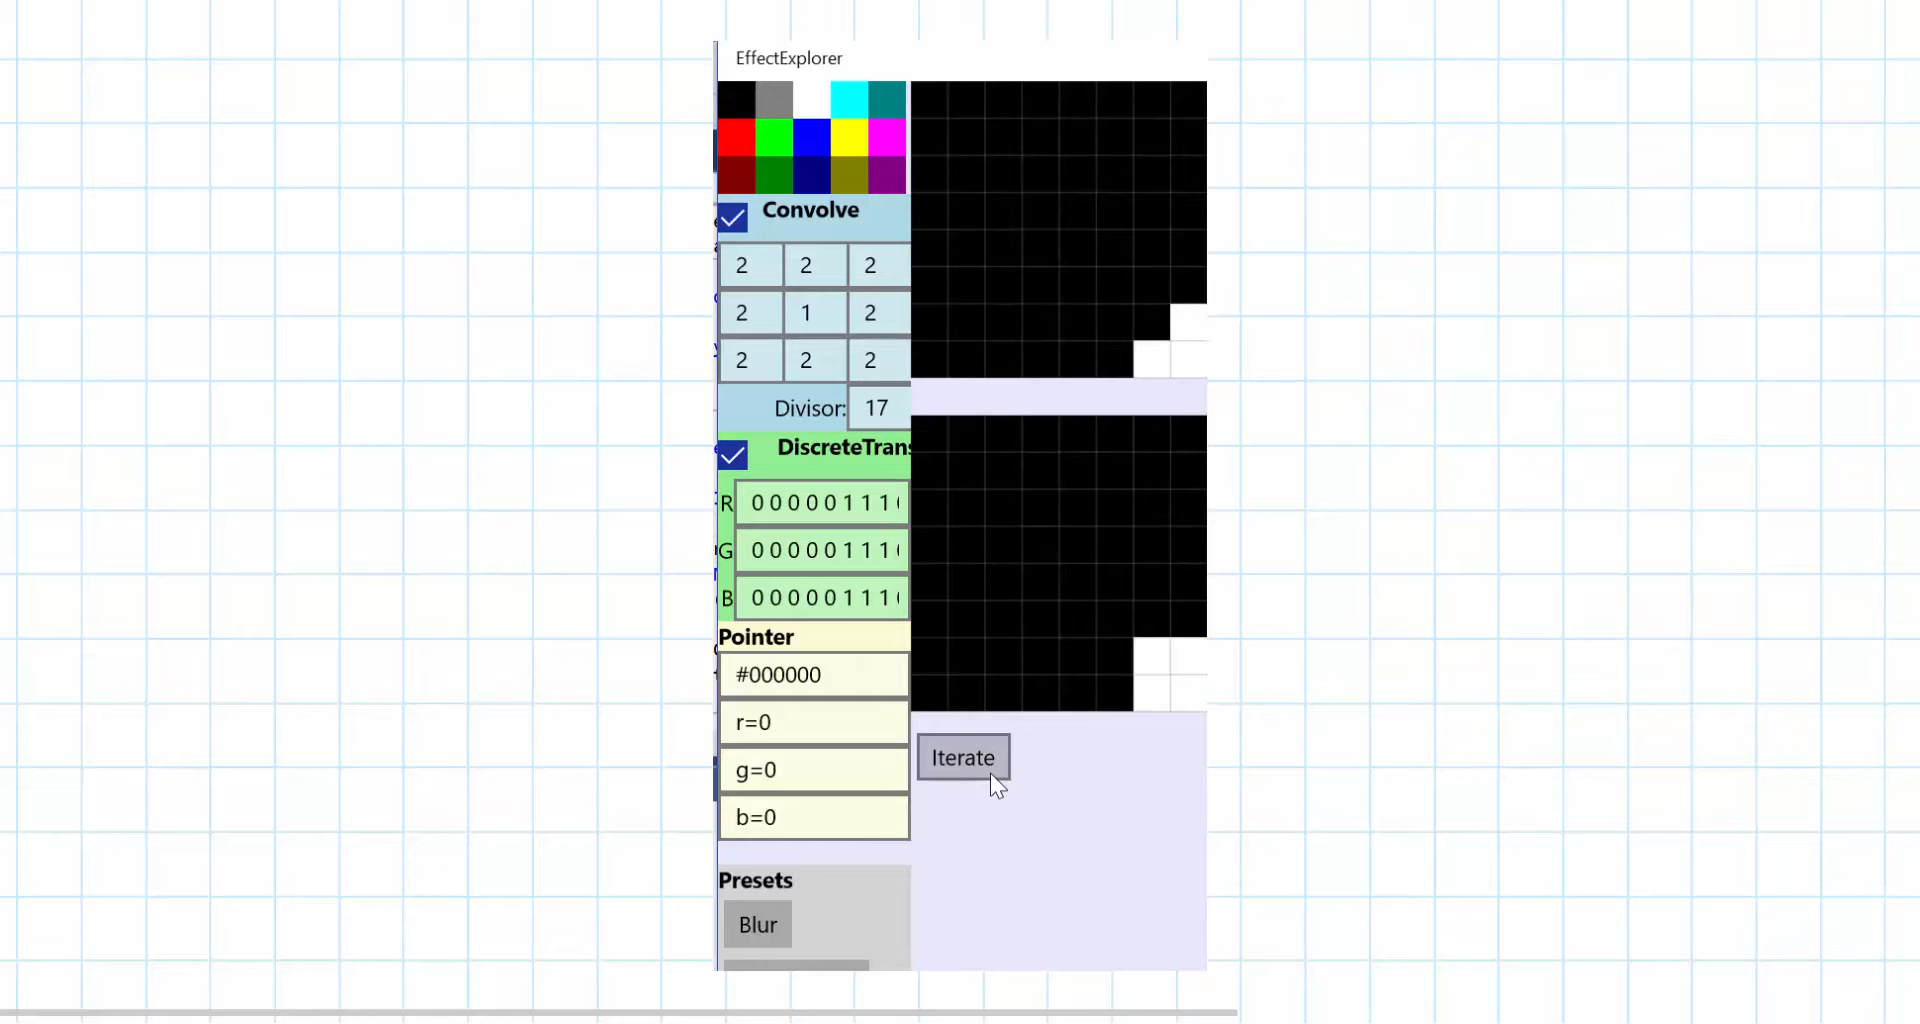 EffectExplorer
Convolve
2 2 2
2 1 2
2 2 2
Divisor: 17
DiscreteTrans
R 0 0 0 0 0 1 1 1
G 0 0 0 0 0 1 1 1
B 0 0 0 0 0 1 1 1
Pointer
#000000
r=0
g=0
b=0
Iterate
Presets
Blur